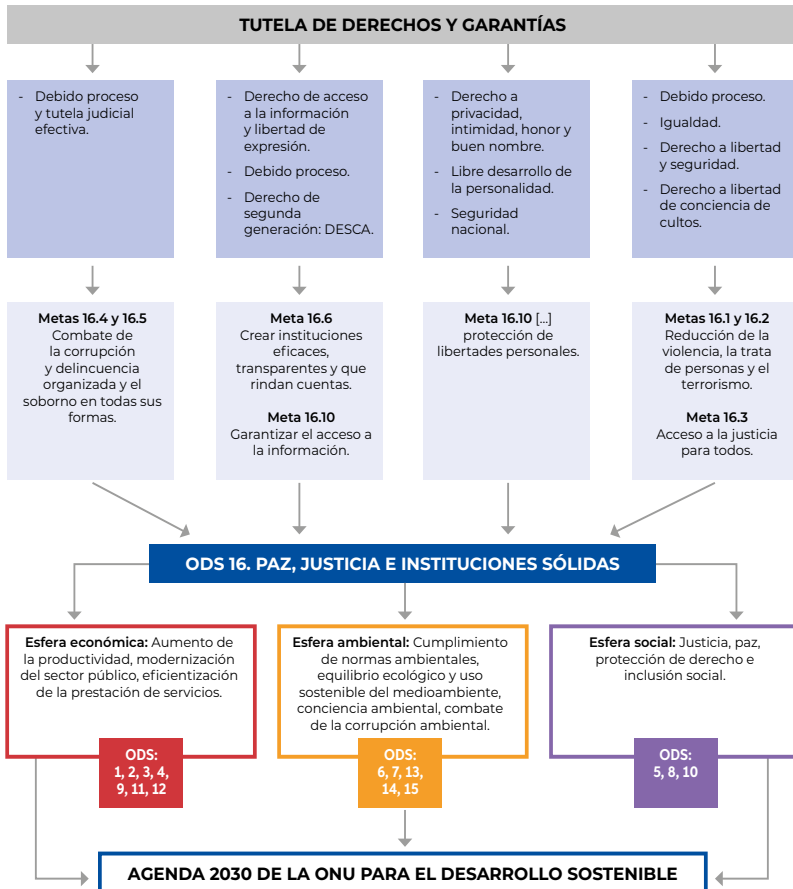 TUTELA DE DERECHOS Y GARANTÍAS
- Debido proceso
y tutela judicial
efectiva.
- Derecho de acceso
a la información
y libertad de
expresión.
- Debido proceso.
- Derecho de
segunda
generación: DESCA.
- Derecho a
privacidad,
intimidad, honor y
buen nombre.
- Libre desarrollo de
la personalidad.
- Seguridad
nacional.
- Debido proceso.
- Igualdad.
- Derecho a libertad
y seguridad.
- Derecho a libertad
de conciencia de
cultos.
Metas 16.4 y 16.5
Combate de
la corrupción
y delincuencia
organizada y el
soborno en todas sus
formas.
Meta 16.6
Crear instituciones
eficaces,
transparentes y que
rindan cuentas.
Meta 16.10
Garantizar el acceso a
la información.
Meta 16.10 [...]
protección de
libertades personales.
Metas 16.1 y 16.2
Reducción de la
violencia, la trata
de personas y el
terrorismo.
Meta 16.3
Acceso a la justicia
para todos.
ODS 16. PAZ, JUSTICIA E INSTITUCIONES SÓLIDAS
Esfera económica: Aumento de
la productividad, modernización
del sector público, eficientización
de la prestación de servicios.
ODS:
1, 2, 3, 4,
9, 11, 12
Esfera ambiental: Cumplimiento
de normas ambientales,
equilibrio ecológico y uso
sostenible del medioambiente,
conciencia ambiental, combate
de la corrupción ambiental.
ODS:
6, 7, 13,
14, 15
Esfera social: Justicia, paz,
protección de derecho e
inclusión social.
ODS:
5, 8, 10
AGENDA 2030 DE LA ONU PARA EL DESARROLLO SOSTENIBLE